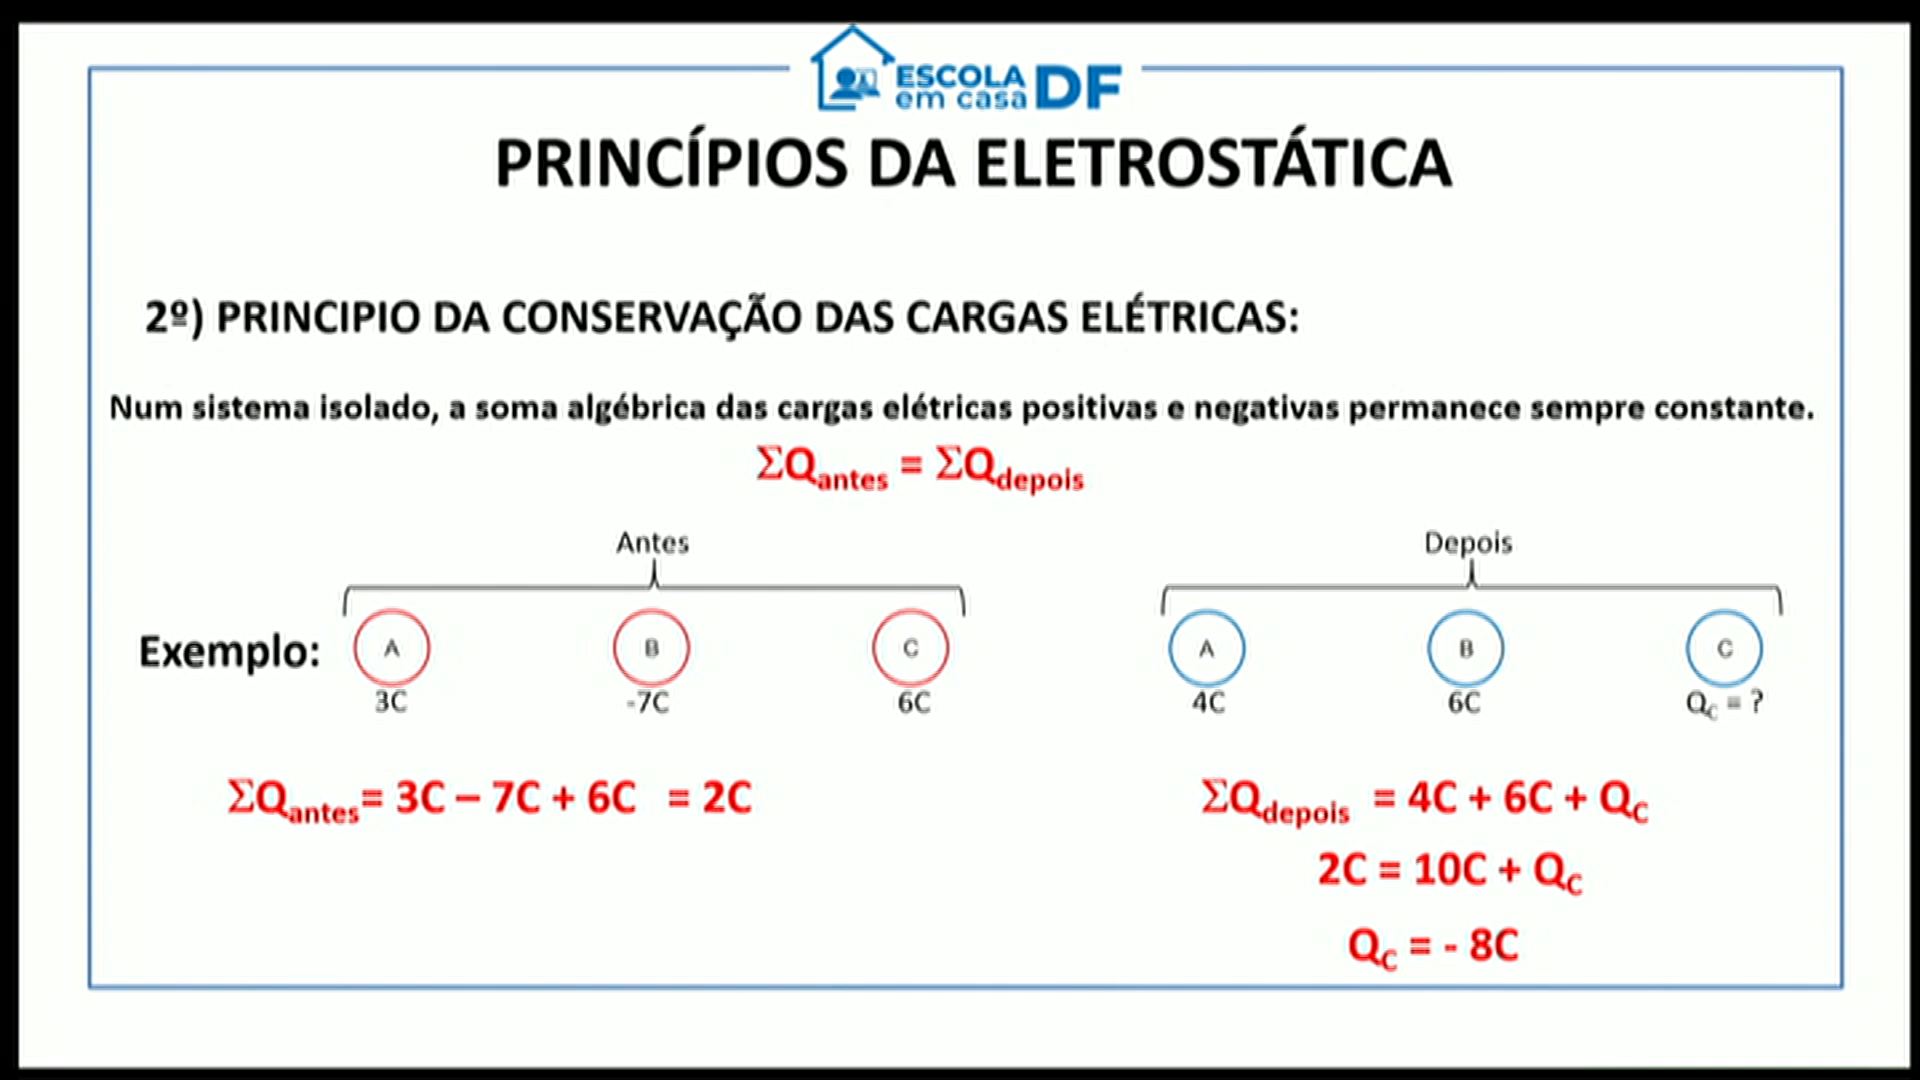 ESCOLA
em casa DF
PRINCÍPIOS DA ELETROSTÁTICA
2º) PRINCIPIO DA CONSERVAÇÃO DAS CARGAS ELÉTRICAS:
Num sistema isolado, a soma algébrica das cargas elétricas positivas e negativas permanece sempre constante.
ΣQantes = ΣQdepois
Antes Depois
Exemplo: A B C A B C
3C -7C 6C 4C 6C QC = ?
ΣQantes= 3C – 7C + 6C = 2C ΣQdepois = 4C + 6C + QC
2C = 10C + QC
QC = - 8C